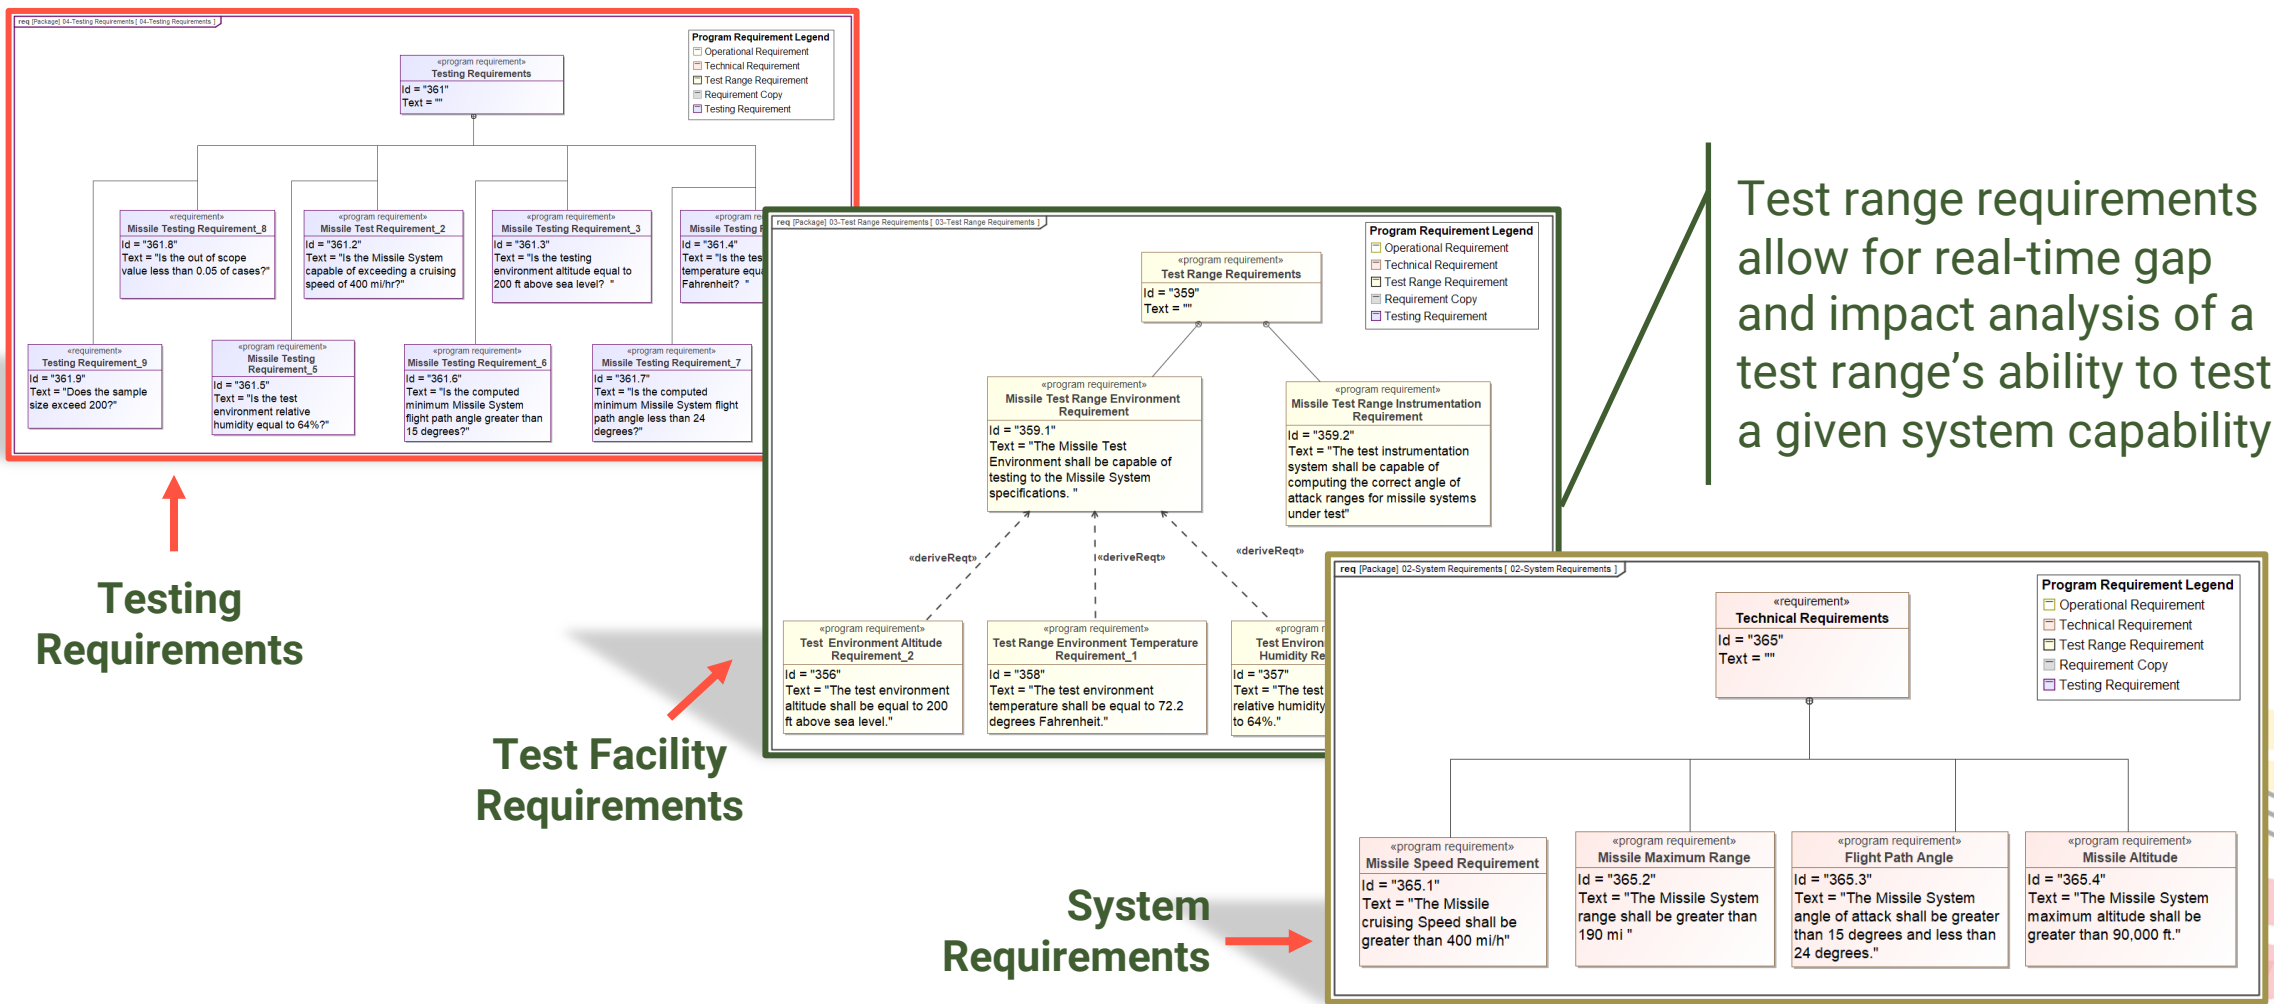 req [Package] 04-Testing Requirements [ 04-Testing Requirements ]
Program Requirement Legend
Operational Requirement
Technical Requirement
Test Range Requirement
Requirement Copy
Testing Requirement
«program requirement»
Testing Requirements
Id = "361"
Text = ""
«requirement»
Missile Testing Requirement_8
Id = "361.8"
Text = "Is the out of scope
value less than 0.05 of cases?"
«program requirement»
Missile Test Requirement_2
Id = "361.2"
Text = "Is the Missile System
capable of exceeding a cruising
speed of 400 mi/hr?"
«program requirement»
Missile Testing Requirement_3
Id = "361.3"
Text = "Is the testing
environment altitude equal to
200 ft above sea level? "
Missile Testing
Id = "361.4"
Text = "Is the
temperature
Fahrenheit? "
«requirement»
Testing Requirement_9
Id = "361.9"
Text = "Does the sample
size exceed 200?"
«program requirement»
Missile Testing
Requirement_5
Id = "361.5"
Text = "Is the test
environment relative
humidity equal to 64%?"
«program requirement»
Missile Testing Requirement_6
Id = "361.6"
Text = "Is the computed
minimum Missile System
flight path angle greater than
15 degrees?"
«program requirement»
Missile Testing Requirement_7
Id = "361.7"
Text = "Is the computed
minimum Missile System flight
path angle less than 24
degrees?"
Testing
Requirements
req [Package] 03-Test Range Requirements [ 03-Test Range Requirements ]
Program Requirement Legend
Operational Requirement
Technical Requirement
Test Range Requirement
Requirement Copy
Testing Requirement
«program requirement»
Test Range Requirements
Id = "359"
Text = ""
«program requirement»
Missile Test Range Environment
Requirement
Id = "359.1"
Text = "The Missile Test
Environment shall be capable of
testing to the Missile System
specifications. "
«program requirement»
Missile Test Range Instrumentation
Requirement
Id = "359.2"
Text = "The test instrumentation
system shall be capable of
computing the correct angle of
attack ranges for missile systems
under test"
«deriveReqt»
«deriveReqt»
«deriveReqt»
«program requirement»
Test Environment Altitude
Requirement_2
Id = "356"
Text = "The test environment
altitude shall be equal to 200
ft above sea level."
«program requirement»
Test Range Environment Temperature
Requirement_1
Id = "358"
Text = "The test environment
temperature shall be equal to 72.2
degrees Fahrenheit."
«program
Test
Humidity
Id = "357"
Text = "The test
relative humidity
to 64%."
Test Facility
Requirements
Test range requirements
allow for real-time gap
and impact analysis of a
test range’s ability to test
a given system capability
req [Package] 02-System Requirements [ 02-System Requirements ]
Program Requirement Legend
Operational Requirement
Technical Requirement
Test Range Requirement
Requirement Copy
Testing Requirement
«requirement»
Technical Requirements
Id = "365"
Text = ""
«program requirement»
Missile Speed Requirement
Id = "365.1"
Text = "The Missile
cruising Speed shall be
greater than 400 mi/h"
«program requirement»
Missile Maximum Range
Id = "365.2"
Text = "The Missile System
range shall be greater than
190 mi "
«program requirement»
Flight Path Angle
Id = "365.3"
Text = "The Missile System
angle of attack shall be greater
than 15 degrees and less than
24 degrees."
«program requirement»
Missile Altitude
Id = "365.4"
Text = "The Missile System
maximum altitude shall be
greater than 90,000 ft."
System
Requirements